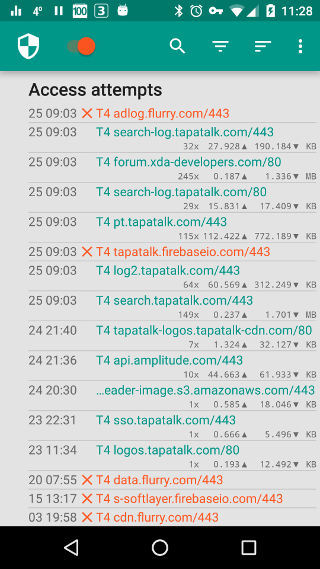 4° 100 3 11:28
Access attempts
25 09:03 T4 adlog.flurry.com/443
25 09:03 T4 search-log.tapatalk.com/443
32x 27.928▲ 190.184▼ KB
25 09:03 T4 forum.xda-developers.com/80
245x 0.187▲ 1.336▼ MB
25 09:03 T4 search-log.tapatalk.com/80
29x 15.831▲ 17.409▼ KB
25 09:03 T4 pt.tapatalk.com/443
115x 112.422▲ 772.189▼ KB
25 09:03 T4 tapatalk.firebaseio.com/443
25 09:03 T4 log2.tapatalk.com/443
64x 60.569▲ 312.249▼ KB
25 09:03 T4 search.tapatalk.com/443
149x 0.237▲ 1.701▼ MB
24 21:40 T4 tapatalk-logos.tapatalk-cdn.com/80
7x 1.324▲ 32.127▼ KB
24 21:36 T4 api.amplitude.com/443
10x 44.663▲ 61.933▼ KB
24 20:30 …eader-image.s3.amazonaws.com/443
1x 0.585▲ 18.046▼ KB
23 22:31 T4 sso.tapatalk.com/443
1x 0.666▲ 5.496▼ KB
23 11:34 T4 logos.tapatalk.com/80
1x 0.193▲ 12.492▼ KB
20 07:55 T4 data.flurry.com/443
15 13:17 T4 s-softlayer.firebaseio.com/443
03 19:58 T4 cdn.flurry.com/443